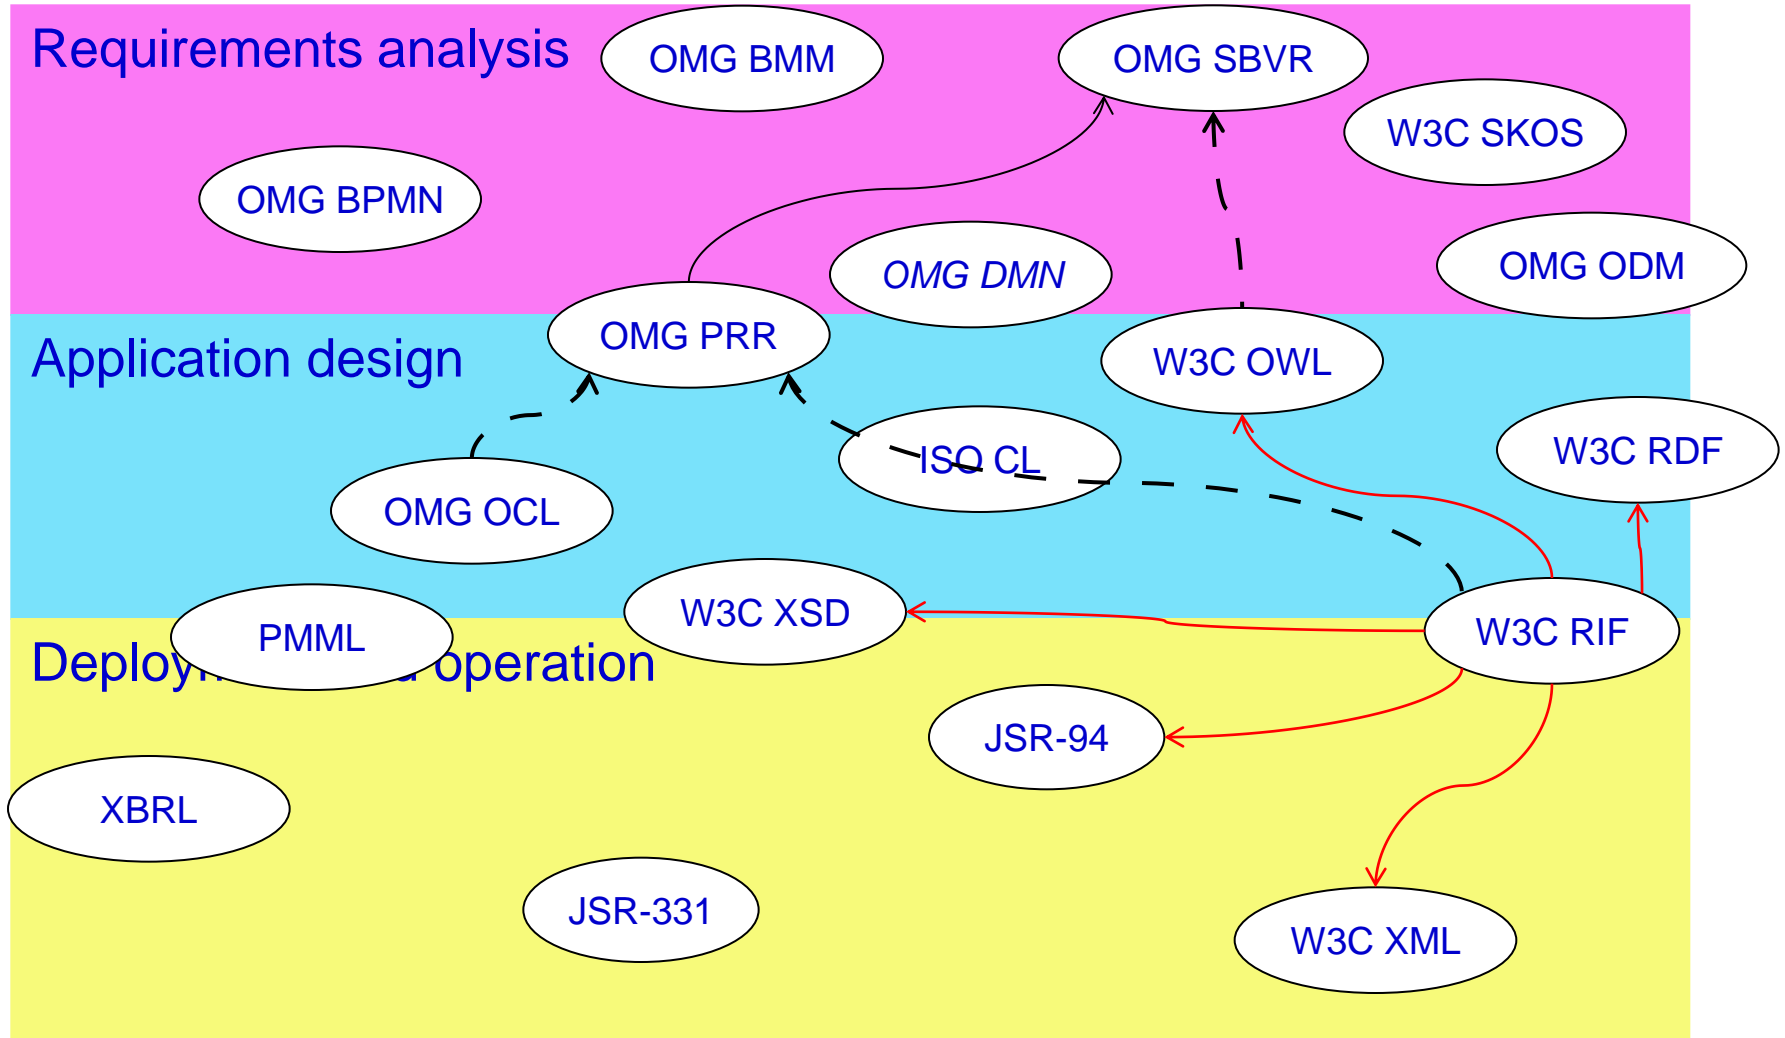 Requirements analysis
OMG BMM
OMG SBVR
W3C SKOS
OMG BPMN
OMG DMN
OMG ODM
OMG PRR
Application design
W3C OWL
W3C RDF
ISO CL
OMG OCL
W3C XSD
PMML
W3C RIF
operation
JSR-94
XBRL
JSR-331
W3C XML